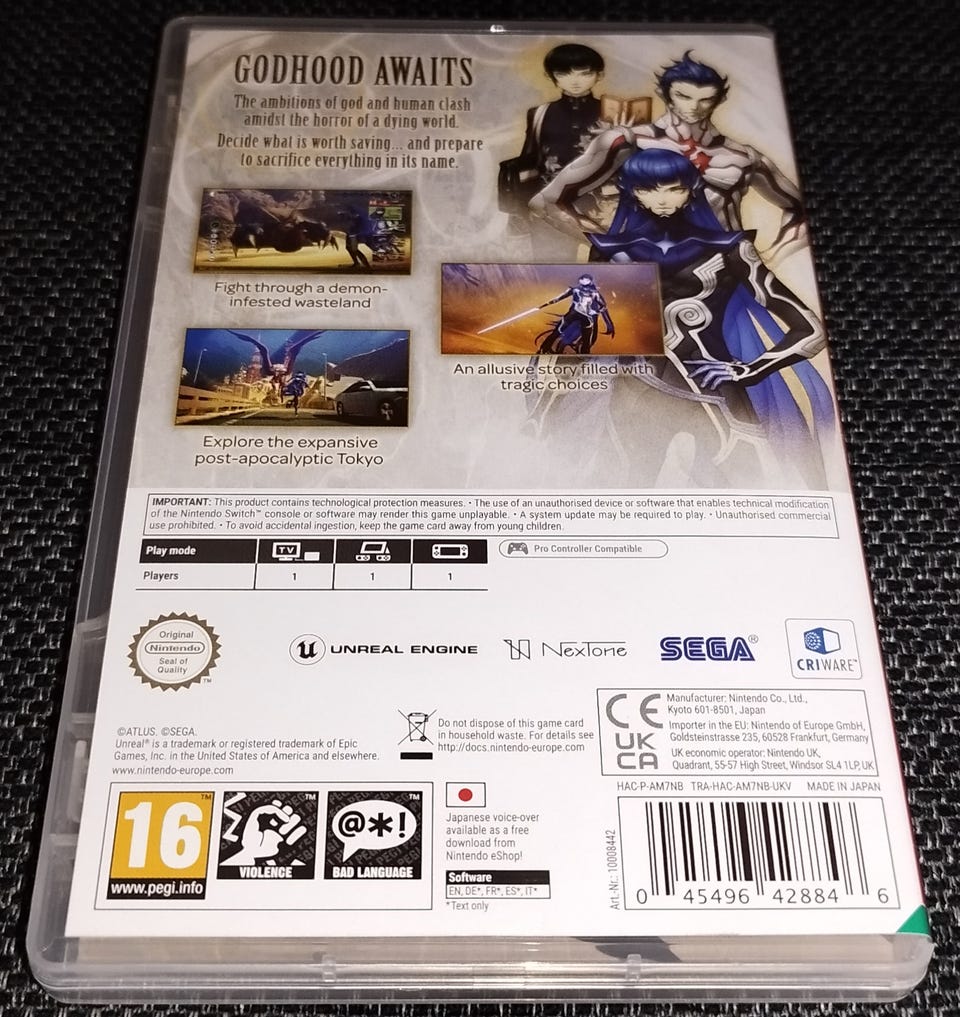 GODHOOD AWAITS
The ambitions of god and human clash
amidst the horror of a dying world.
Decide what is worth saving... and prepare
to sacrifice everything in its name.
Fight through a demon-
infested wasteland
An allusive story filled with
tragic choices
Explore the expansive
post-apocalyptic Tokyo
IMPORTANT: This product contains technological protection measures. • The use of an unauthorised device or software that enables technical modification
of the Nintendo Switch™ console or software may render this game unplayable. • A system update may be required to play. • Unauthorised commercial
use prohibited. • To avoid accidental ingestion, keep the game card away from young children.
Play mode TV
Pro Controller Compatible
Players 1 1 1
Original
Nintendo
Seal of
Quality
TM
UNREAL ENGINE
NEXTONE
SEGA®
CRIWARE™
CE
UK
CA
Manufacturer: Nintendo Co., Ltd.,
Kyoto 601-8501, Japan
Importer in the EU: Nintendo of Europe GmbH,
Goldsteinstrasse 235, 60528 Frankfurt, Germany
UK economic operator: Nintendo UK,
Quadrant, 55-57 High Street, Windsor SL4 1LP, UK
Do not dispose of this game card
in household waste. For details see
http://docs.nintendo-europe.com
©ATLUS. ©SEGA.
Unreal® is a trademark or registered trademark of Epic
Games, Inc. in the United States of America and elsewhere.
www.nintendo-europe.com
HAC-P-AM7NB TRA-HAC-AM7NB-UKV MADE IN JAPAN
16™
www.pegi.info
™
VIOLENCE
@*!™
BAD LANGUAGE
Japanese voice-over
available as a free
download from
Nintendo eShop!
Software
EN, DE*, FR*, ES*, IT*
*Text only
Art.-Nr.: 10008442
0 45496 42884 6